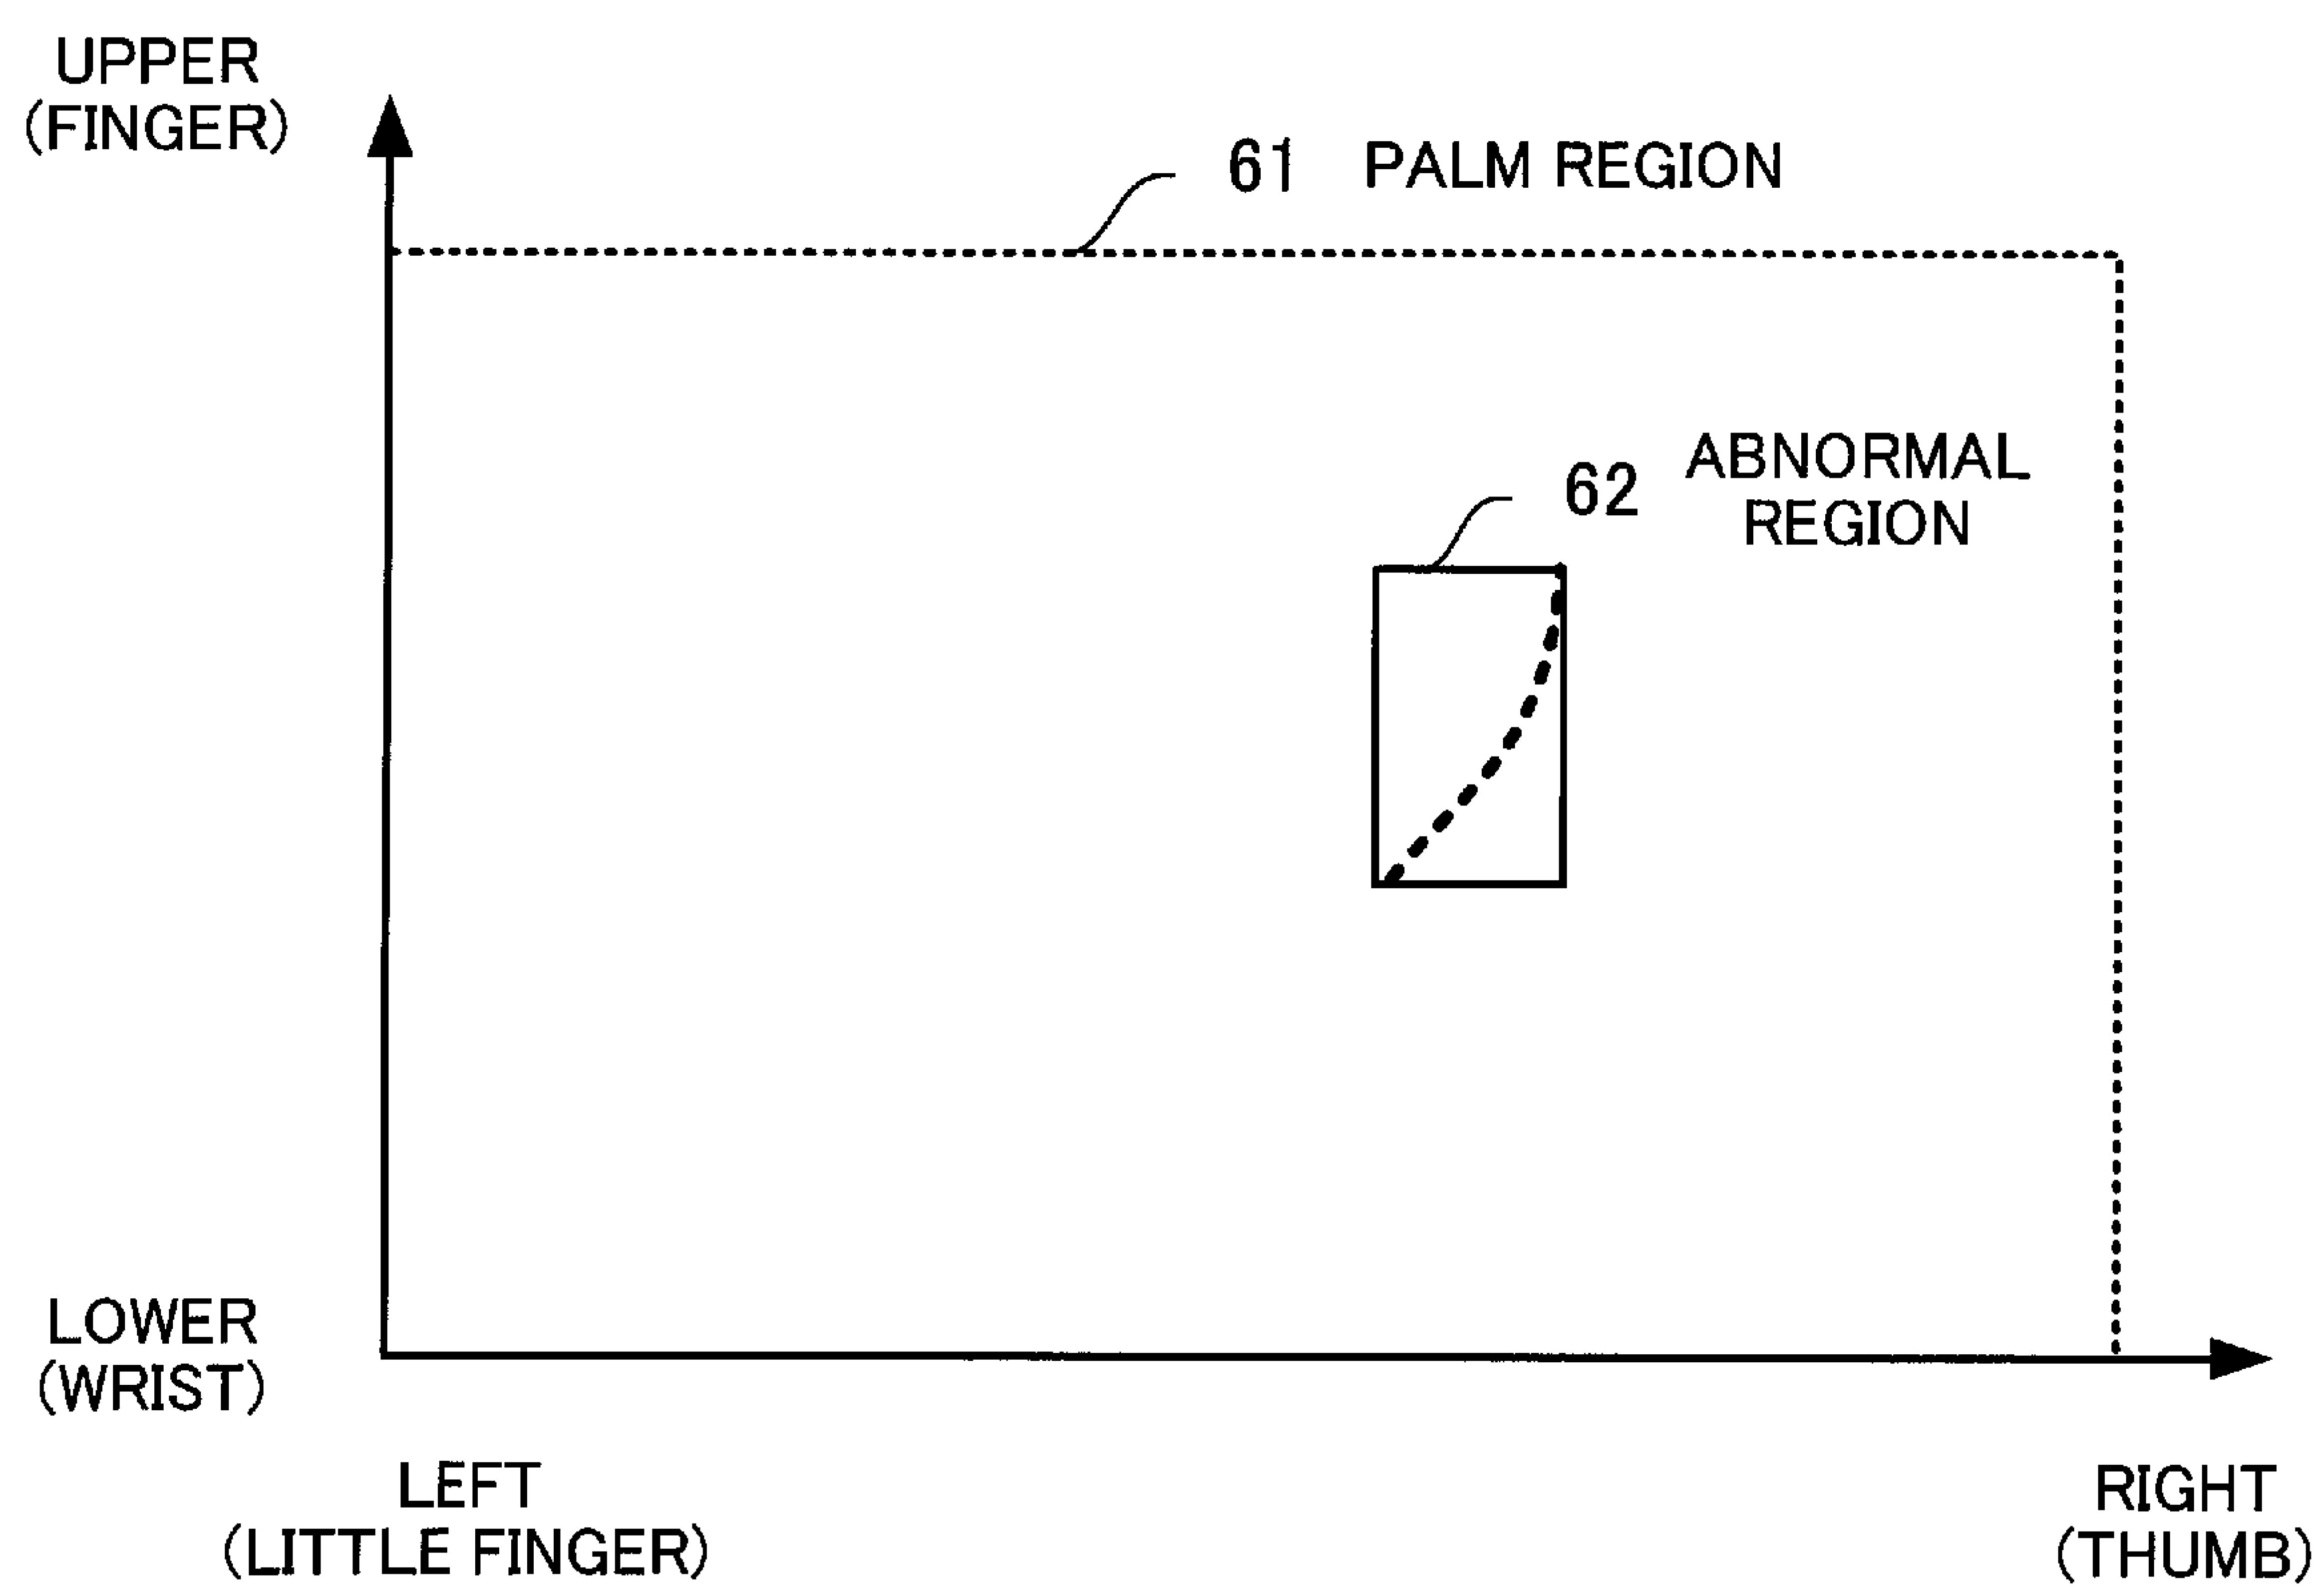 UPPER
(FINGER)
61 PALM REGION
62 ABNORMAL
REGION
LOWER
(WRIST)
LEFT
(LITTLE FINGER)
RIGHT
(THUMB)